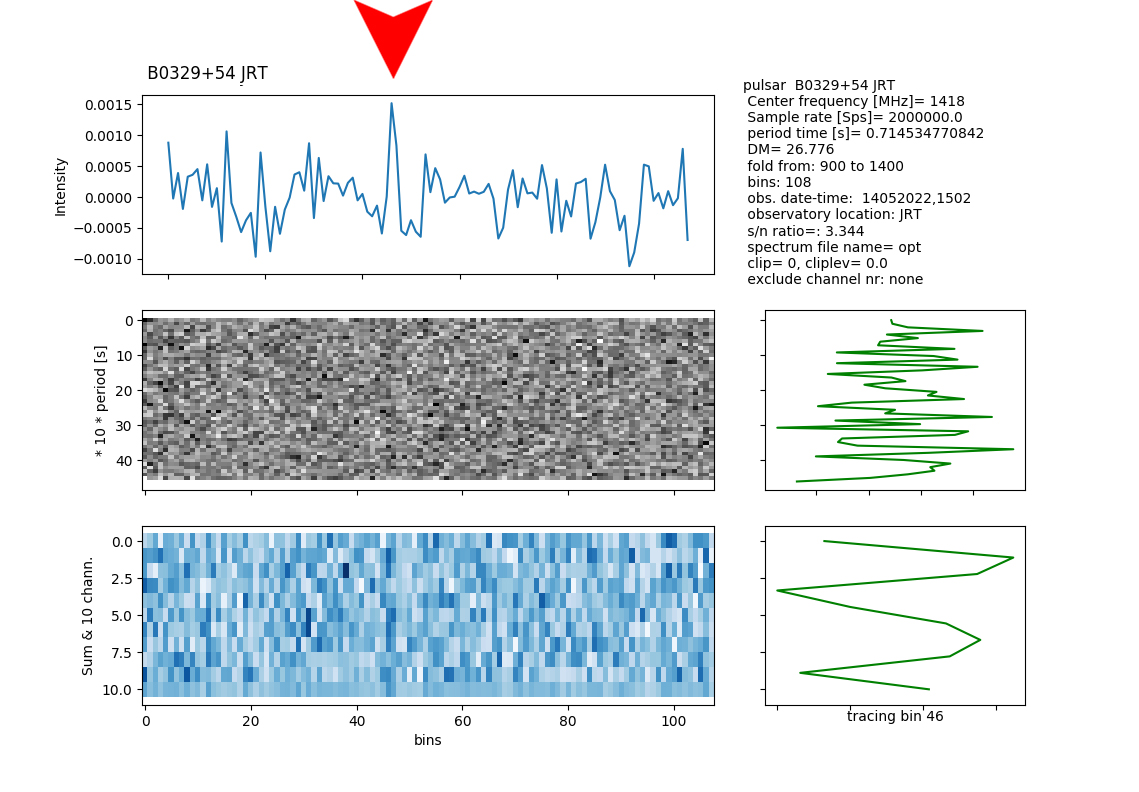 B0329+54 JRT
pulsar B0329+54 JRT
Center frequency [MHz]= 1418
Sample rate [Sps]= 2000000.0
period time [s]= 0.714534770842
DM= 26.776
fold from: 900 to 1400
bins: 108
obs. date-time: 14052022,1502
observatory location: JRT
s/n ratio=: 3.344
spectrum file name= opt
clip= 0, cliplev= 0.0
exclude channel nr: none
Intensity
0.0015
0.0010
0.0005
0.0000
−0.0005
−0.0010
* 10 * period [s]
0
10
20
30
40
Sum & 10 chann.
0.0
2.5
5.0
7.5
10.0
0 20 40 60 80 100
bins
tracing bin 46